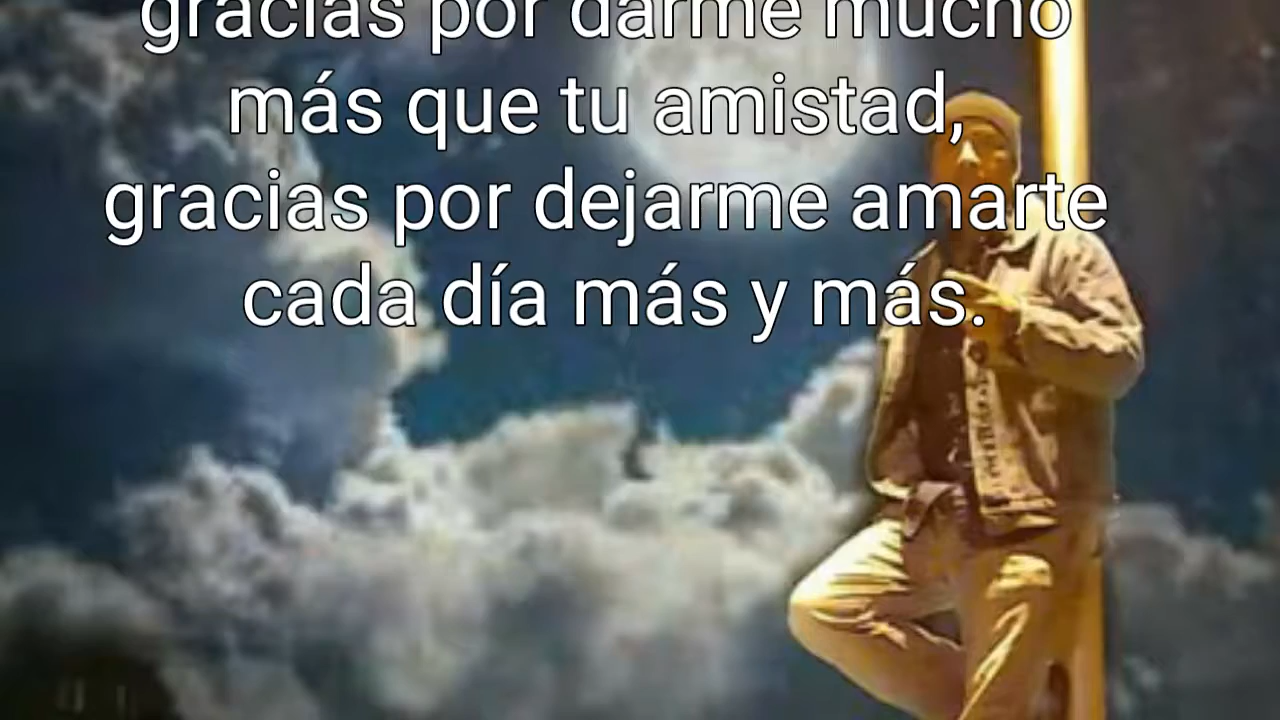 gracias por darme mucho
más que tu amistad,
gracias por dejarme amarte
cada día más y más.